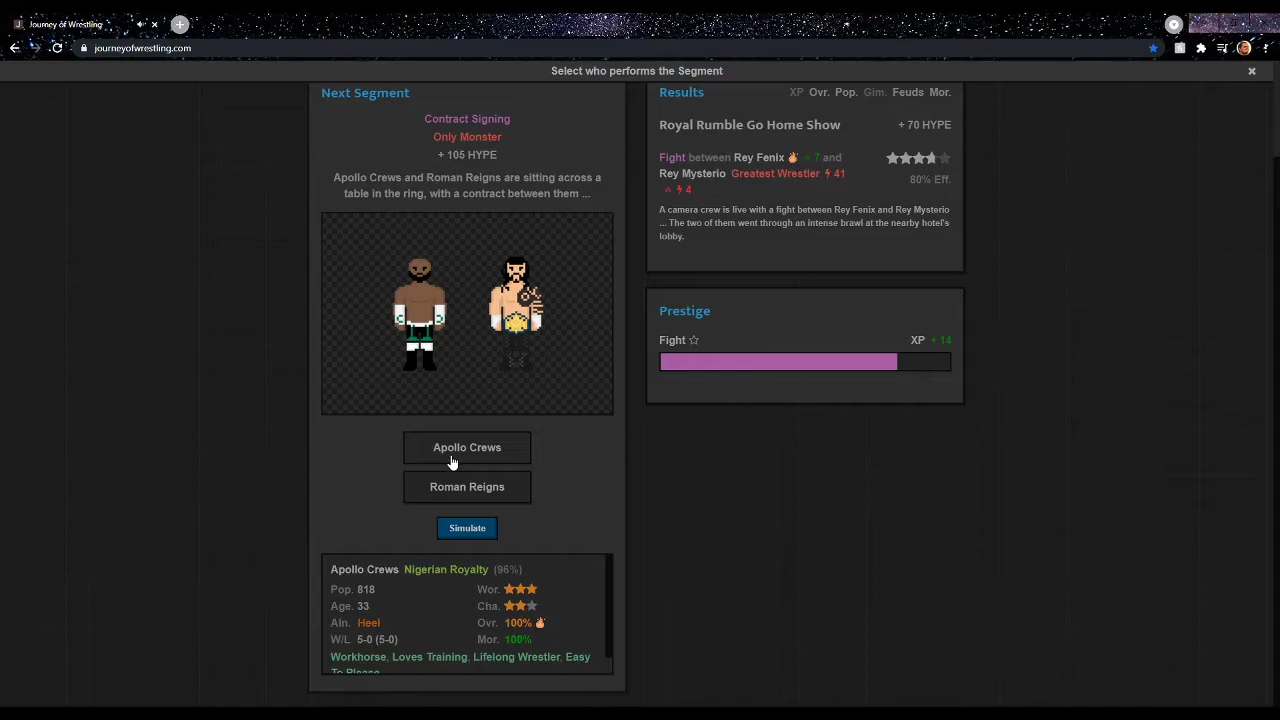 Journey of Wrestling
journeyofwrestling.com
Select who performs the Segment
Next Segment
Contract Signing
Only Monster
+ 105 HYPE
Apollo Crews and Roman Reigns are sitting across a
table in the ring, with a contract between them ...
Apollo Crews
Roman Reigns
Simulate
Apollo Crews Nigerian Royalty (96%)
Pop. 818 Wor.
Age. 33 Cha.
Aln. Heel Ovr. 100%
W/L 5-0 (5-0) Mor. 100%
Workhorse, Loves Training, Lifelong Wrestler, Easy
To Please
Results XP Ovr. Pop. Gim. Feuds Mor.
Royal Rumble Go Home Show + 70 HYPE
Fight between Rey Fenix 7 and
Rey Mysterio Greatest Wrestler 41
4
80% Eff.
A camera crew is live with a fight between Rey Fenix and Rey Mysterio
... The two of them went through an intense brawl at the nearby hotel's
lobby.
Prestige
Fight XP + 14